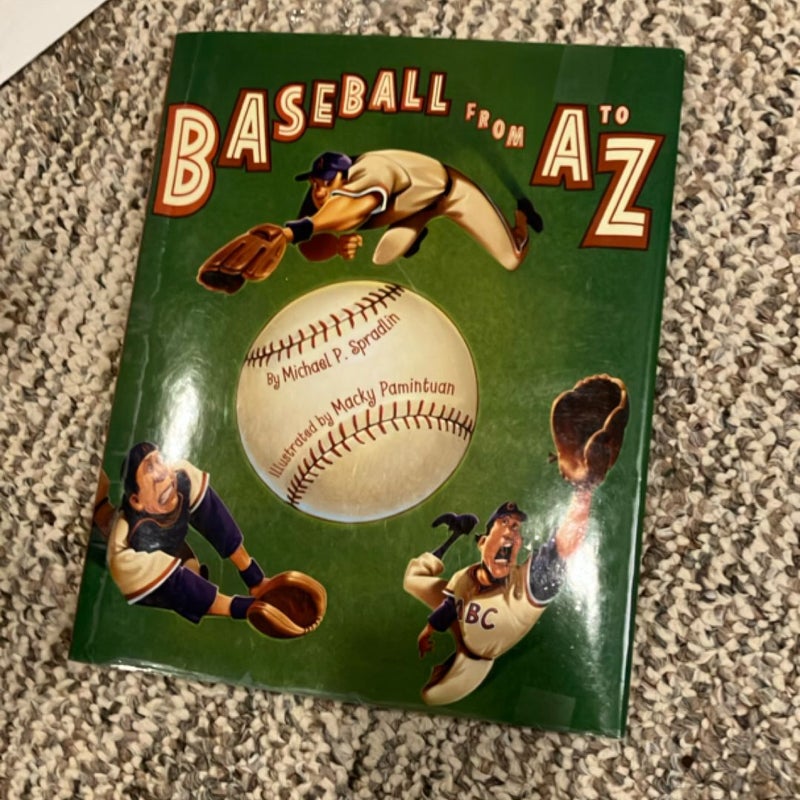 BASEBALL FROM A TO Z
By Michael P. Spradlin
Illustrated by Macky Pamintuan
ABC